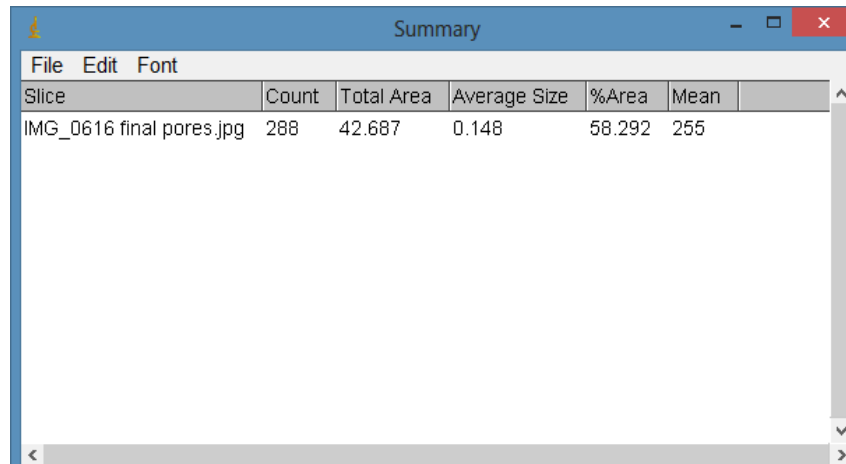 Summary
File Edit Font
Slice Count Total Area Average Size %Area Mean
IMG_0616 final pores.jpg 288 42.687 0.148 58.292 255